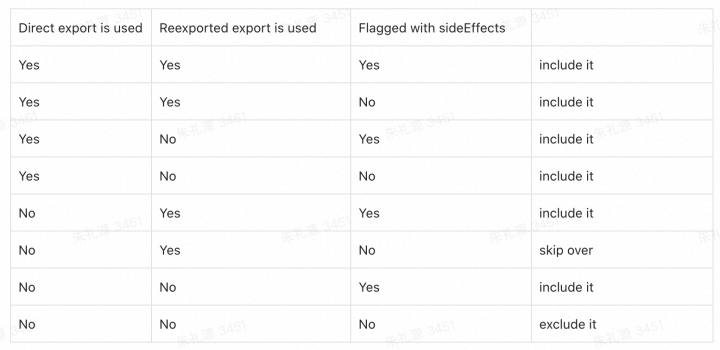 Direct export is used Reexported export is used Flagged with sideEffects
Yes Yes Yes include it
Yes Yes No include it
Yes No Yes include it
Yes No No include it
No Yes Yes include it
No Yes No skip over
No No Yes include it
No No No exclude it
朱礼源 3451